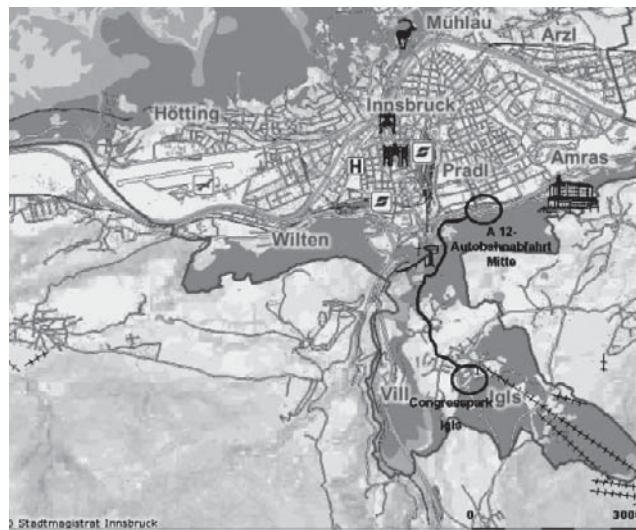 Mühlau
Arzl
Hötting
Innsbruck
H
Pradl
Amras
A 12-
Autobahnabfahrt
Mitte
Wilten
Vill
Igls
Congresspark
Igls
© Stadtmagistrat Innsbruck
0
300